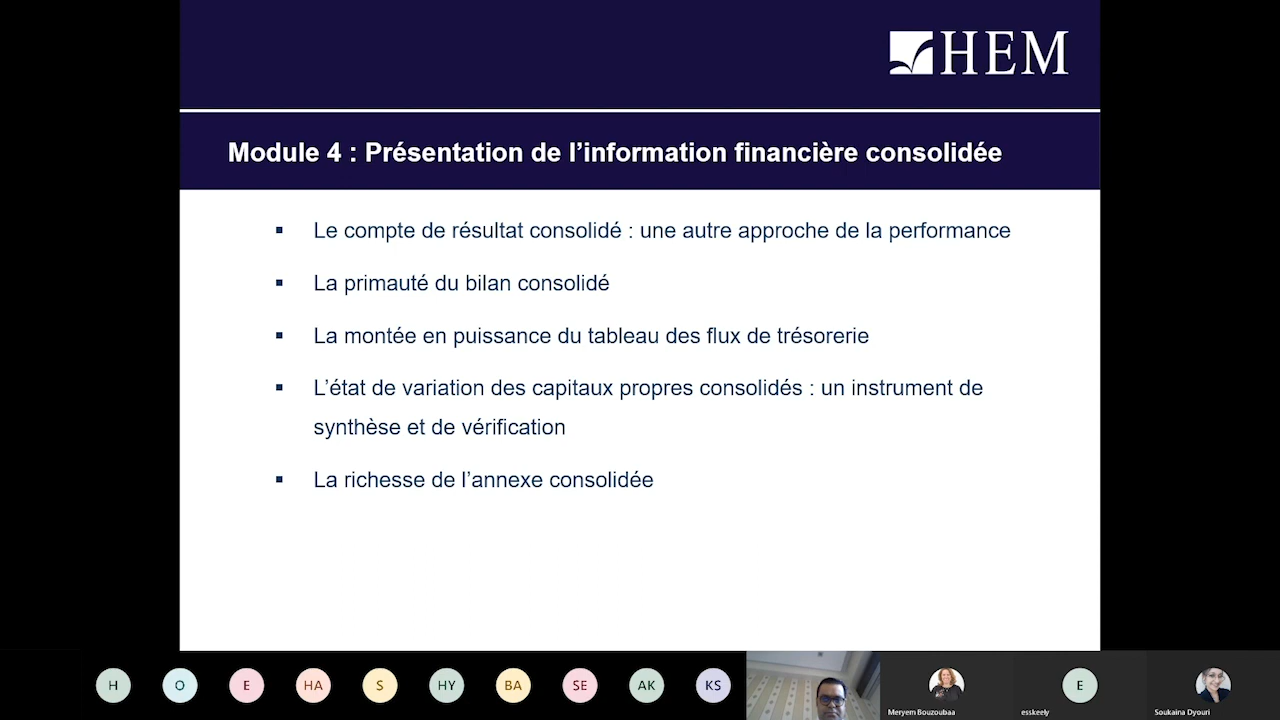 HEM
Module 4 : Présentation de l’information financière consolidée
▪ Le compte de résultat consolidé : une autre approche de la performance
▪ La primauté du bilan consolidé
▪ La montée en puissance du tableau des flux de trésorerie
▪ L’état de variation des capitaux propres consolidés : un instrument de
synthèse et de vérification
▪ La richesse de l’annexe consolidée
H O E HA S HY BA SE AK KS E
Meryem Bouzoubaa esskeely Soukaina Dyouri